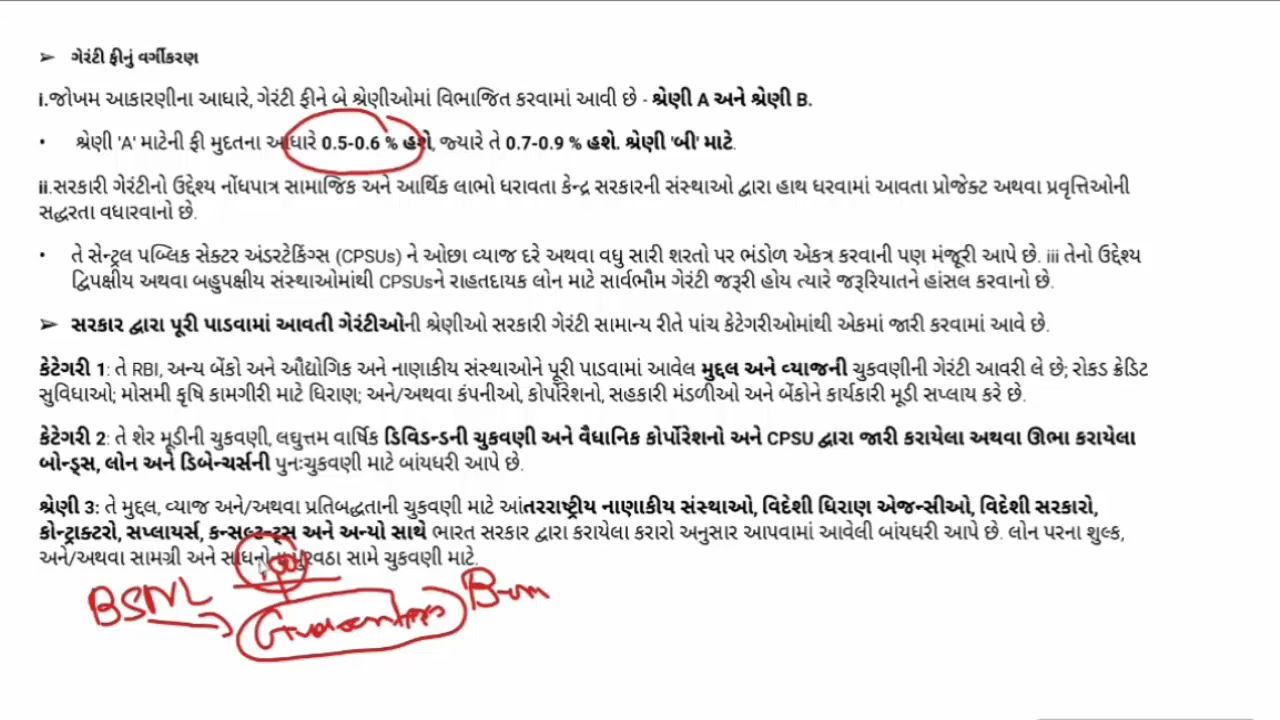 ➢ ગેરંટી ફીનું વર્ગીકરણ
i.જોખમ આકારણીના આધારે, ગેરંટી ફીને બે શ્રેણીઓમાં વિભાજિત કરવામાં આવી છે - શ્રેણી A અને શ્રેણી B.
• શ્રેણી 'A' માટેની ફી મુદતના આધારે 0.5-0.6 % હશે, જ્યારે તે 0.7-0.9 % હશે. શ્રેણી 'બી' માટે.
ii.સરકારી ગેરંટીનો ઉદ્દેશ્ય નોંધપાત્ર સામાજિક અને આર્થિક લાભો ધરાવતા કેન્દ્ર સરકારની સંસ્થાઓ દ્વારા હાથ ધરવામાં આવતા પ્રોજેક્ટ અથવા પ્રવૃત્તિઓની
સદ્ધરતા વધારવાનો છે.
• તે સેન્ટ્રલ પબ્લિક સેક્ટર અંડરટેકિંગ્સ (CPSUs) ને ઓછા વ્યાજ દરે અથવા વધુ સારી શરતો પર ભંડોળ એકત્ર કરવાની પણ મંજૂરી આપે છે. iii તેનો ઉદ્દેશ્ય
દ્વિપક્ષીય અથવા બહુપક્ષીય સંસ્થાઓમાંથી CPSUsને રાહતદાયક લોન માટે સાર્વભૌમ ગેરંટી જરૂરી હોય ત્યારે જરૂરિયાતને હાંસલ કરવાનો છે.
➢ સરકાર દ્વારા પૂરી પાડવામાં આવતી ગેરંટીઓની શ્રેણીઓ સરકારી ગેરંટી સામાન્ય રીતે પાંચ કેટેગરીઓમાંથી એકમાં જારી કરવામાં આવે છે.
કેટેગરી 1: તે RBI, અન્ય બેંકો અને ઔદ્યોગિક અને નાણાકીય સંસ્થાઓને પૂરી પાડવામાં આવેલ મુદ્દલ અને વ્યાજની ચુકવણીની ગેરંટી આવરી લે છે; રોકડ ક્રેડિટ
સુવિધાઓ; મોસમી કૃષિ કામગીરી માટે ધિરાણ; અને/અથવા કંપનીઓ, કોર્પોરેશનો, સહકારી મંડળીઓ અને બેંકોને કાર્યકારી મૂડી સપ્લાય કરે છે.
કેટેગરી 2: તે શેર મૂડીની ચુકવણી, લઘુત્તમ વાર્ષિક ડિવિડન્ડની ચુકવણી અને વૈધાનિક કોર્પોરેશનો અને CPSU દ્વારા જારી કરાયેલા અથવા ઊભા કરાયેલા
બોન્ડ્સ, લોન અને ડિબેન્ચર્સની પુનઃચુકવણી માટે બાંયધરી આપે છે.
શ્રેણી 3: તે મુદ્દલ, વ્યાજ અને/અથવા પ્રતિબદ્ધતાની ચુકવણી માટે આંતરરાષ્ટ્રીય નાણાકીય સંસ્થાઓ, વિદેશી ધિરાણ એજન્સીઓ, વિદેશી સરકારો,
કોન્ટ્રાક્ટરો, સપ્લાયર્સ, કન્સલ્ટન્ટ્સ અને અન્યો સાથે ભારત સરકાર દ્વારા કરાયેલા કરારો અનુસાર આપવામાં આવેલી બાંયધરી આપે છે. લોન પરના શુલ્ક,
અને/અથવા સામગ્રી અને સાધનો પુરવઠા સામે ચુકવણી માટે.
BSNL